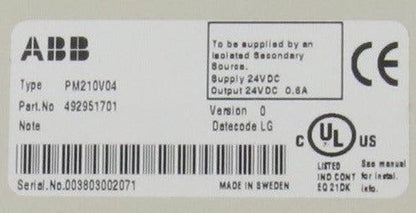 ABB
To be supplied by an
Isolated Secondary
Source.
Supply 24VDC
Output 24VDC 0.6A
CE
Type PM210V04
Part.No 492951701
Note
Version 0
Datecode LG
C UL US
LISTED
IND CONT
EQ 21DK
See manual
for instal.
info.
Serial.No.003803002071
MADE IN SWEDEN